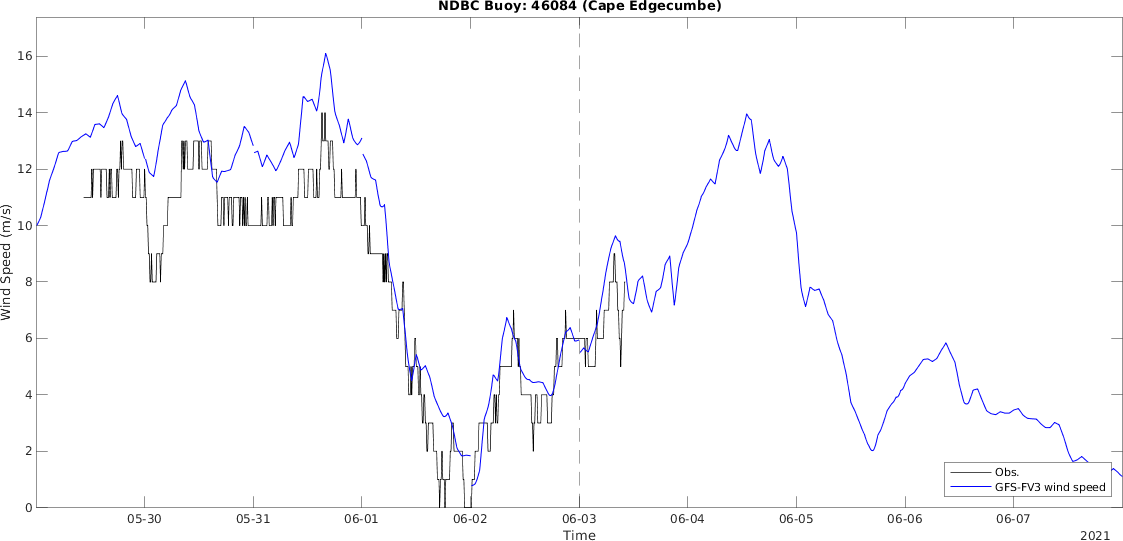 NDBC Buoy: 46084 (Cape Edgecumbe)
Wind Speed (m/s)
16
14
12
10
8
6
4
2
0
05-30 05-31 06-01 06-02 06-03 06-04 06-05 06-06 06-07
Time
2021
Obs.
GFS-FV3 wind speed